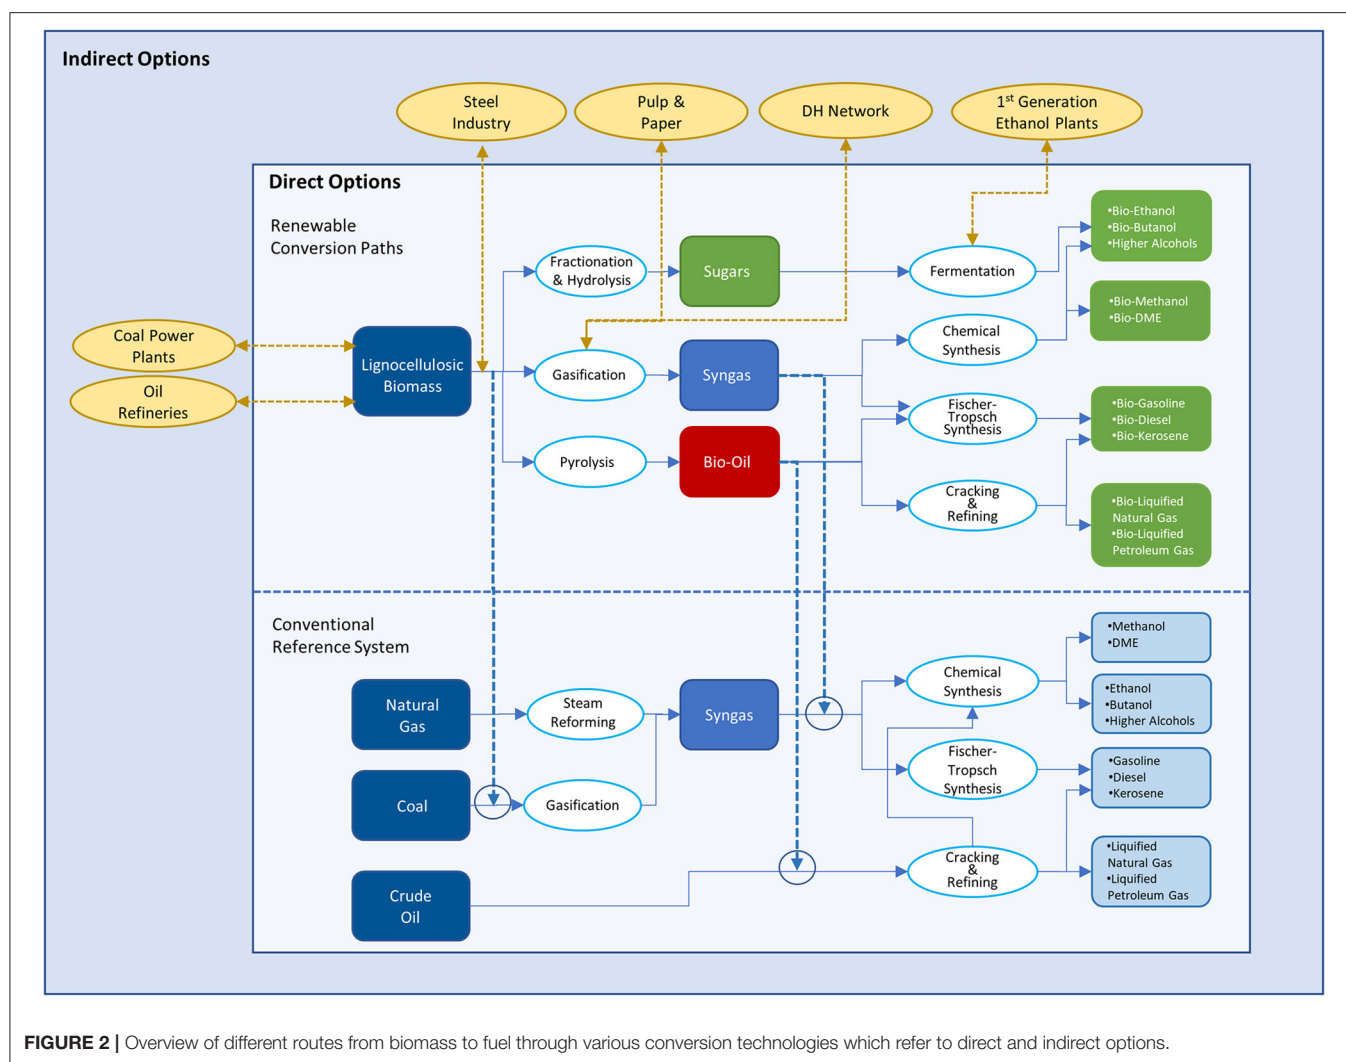 Indirect Options
Steel
Industry
Pulp &
Paper
DH Network
1st Generation
Ethanol Plants
Direct Options
Renewable
Conversion Paths
Coal Power
Plants
Oil
Refineries
Lignocellulosic
Biomass
Fractionation
& Hydrolysis
Sugars
Fermentation
•Bio-Ethanol
•Bio-Butanol
•Higher Alcohols
Gasification
Syngas
Chemical
Synthesis
•Bio-Methanol
•Bio-DME
Fischer-
Tropsch
Synthesis
•Bio-Gasoline
•Bio-Diesel
•Bio-Kerosene
Pyrolysis
Bio-Oil
Cracking
&
Refining
•Bio-Liquified
Natural Gas
•Bio-Liquified
Petroleum Gas
Conventional
Reference System
Natural
Gas
Steam
Reforming
Syngas
Chemical
Synthesis
•Methanol
•DME
•Ethanol
•Butanol
•Higher Alcohols
Coal
Gasification
Fischer-
Tropsch
Synthesis
•Gasoline
•Diesel
•Kerosene
Crude
Oil
Cracking
&
Refining
•Liquified
Natural Gas
•Liquified
Petroleum Gas
FIGURE 2 | Overview of different routes from biomass to fuel through various conversion technologies which refer to direct and indirect options.